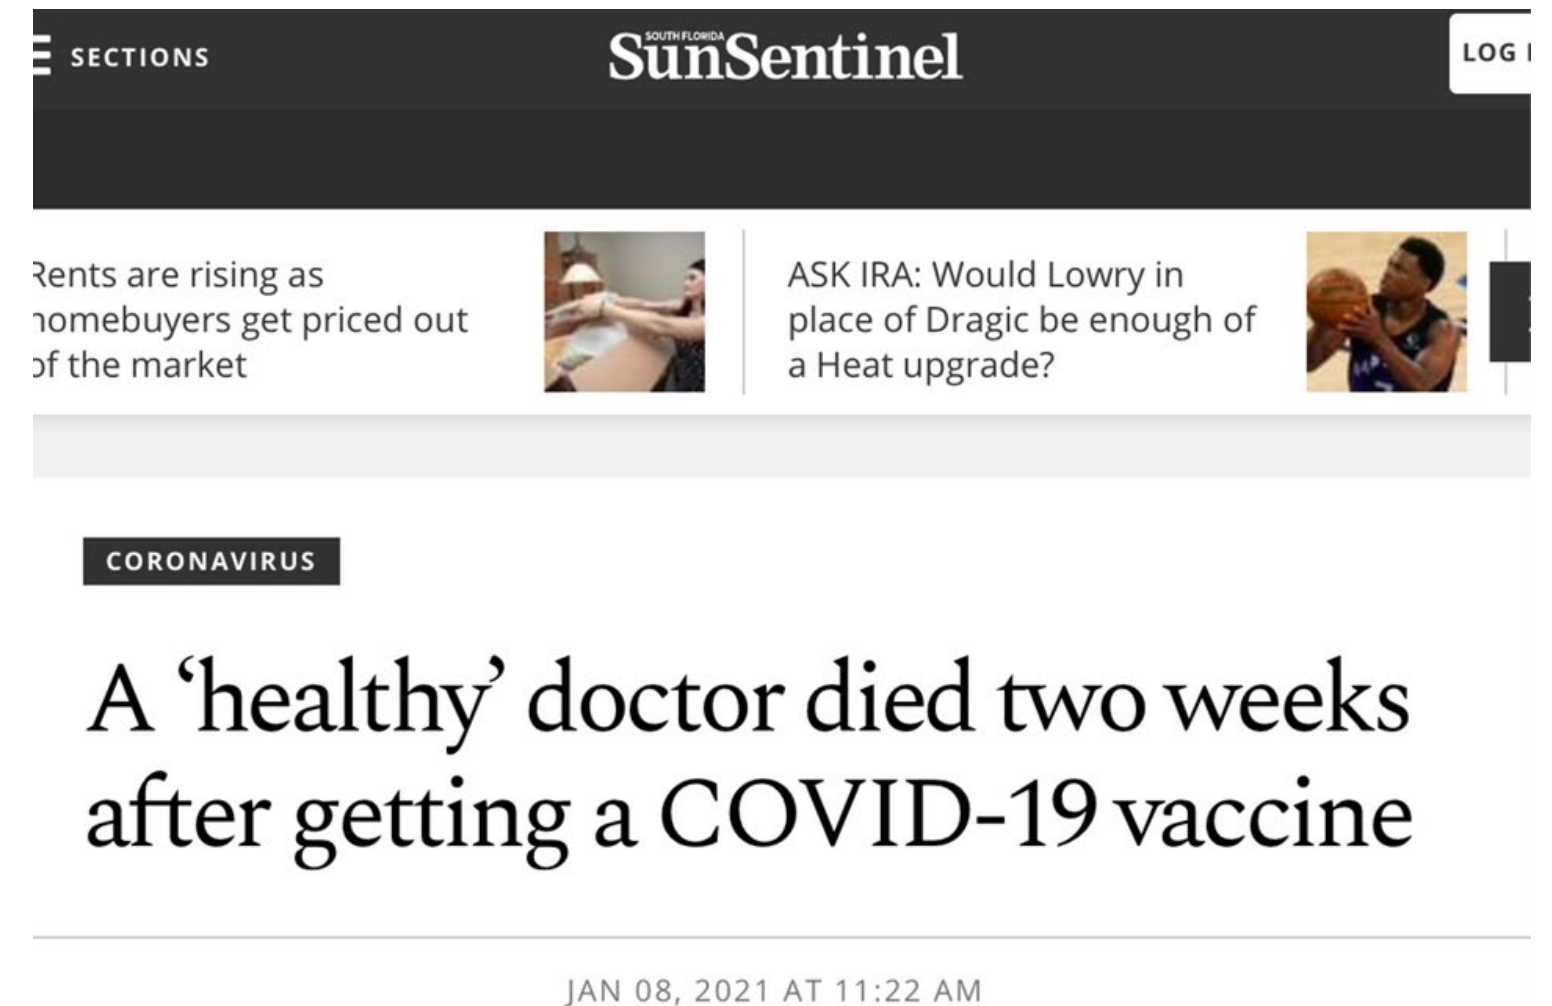 SECTIONS
SOUTH FLORIDA
SunSentinel
LOG
Rents are rising as
homebuyers get priced out
of the market
ASK IRA: Would Lowry in
place of Dragic be enough of
a Heat upgrade?
CORONAVIRUS
A ‘healthy’ doctor died two weeks
after getting a COVID-19 vaccine
JAN 08, 2021 AT 11:22 AM